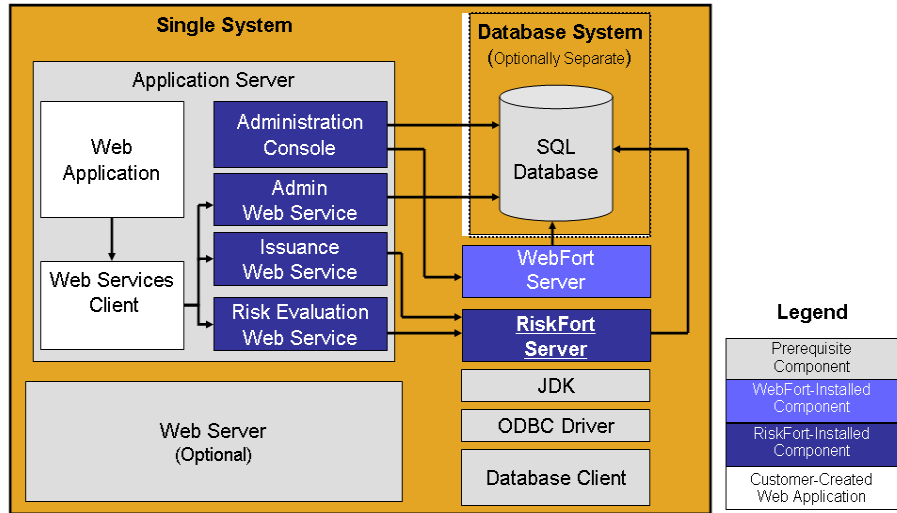 Single System
Database System
(Optionally Separate)
Application Server
Web
Application
Administration
Console
SQL
Database
Admin
Web Service
Issuance
Web Service
WebFort
Server
Web Services
Client
Risk Evaluation
Web Service
RiskFort
Server
JDK
ODBC Driver
Database Client
Web Server
(Optional)
Legend
Prerequisite
Component
WebFort-Installed
Component
RiskFort-Installed
Component
Customer-Created
Web Application